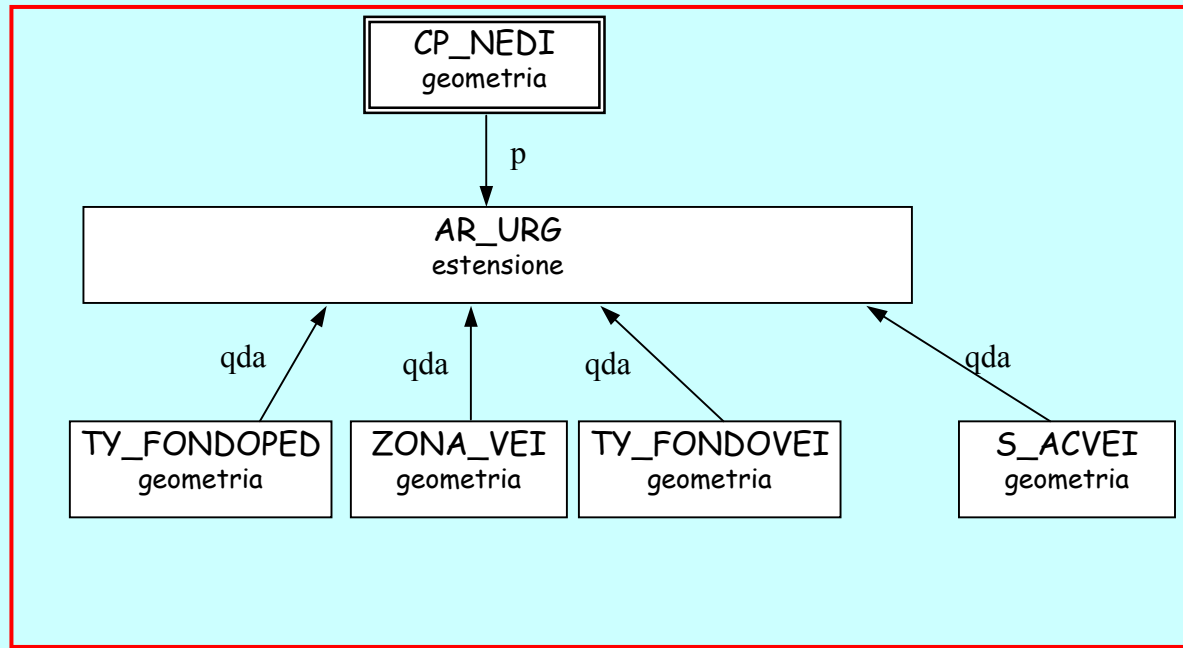 CP_NEDI
geometria
p
AR_URG
estensione
qda
qda
qda
qda
TY_FONDOPED
geometria
ZONA_VEI
geometria
TY_FONDOVEI
geometria
S_ACVEI
geometria